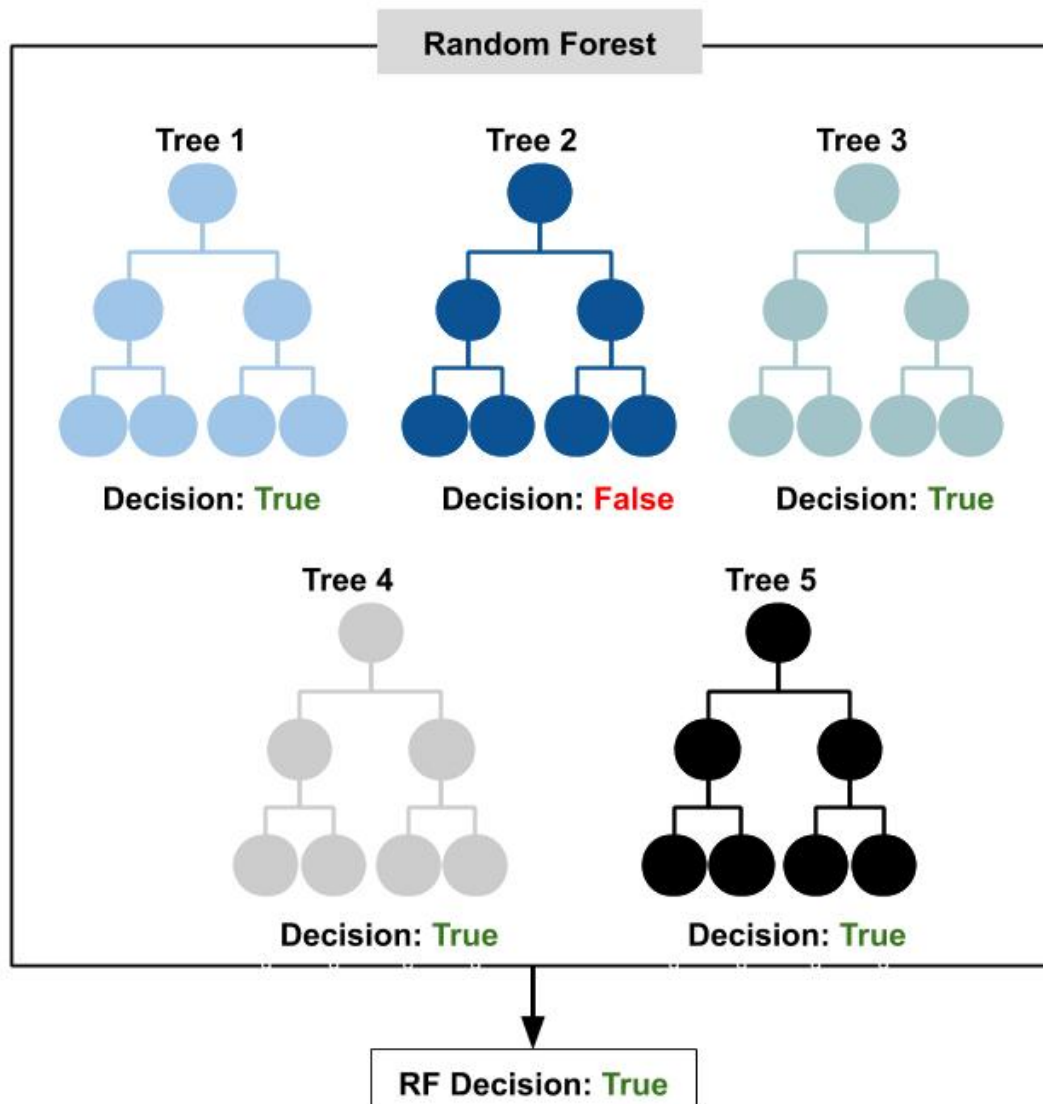 Random Forest
Tree 1
Tree 2
Tree 3
Decision: True
Decision: False
Decision: True
Tree 4
Tree 5
Decision: True
Decision: True
RF Decision: True